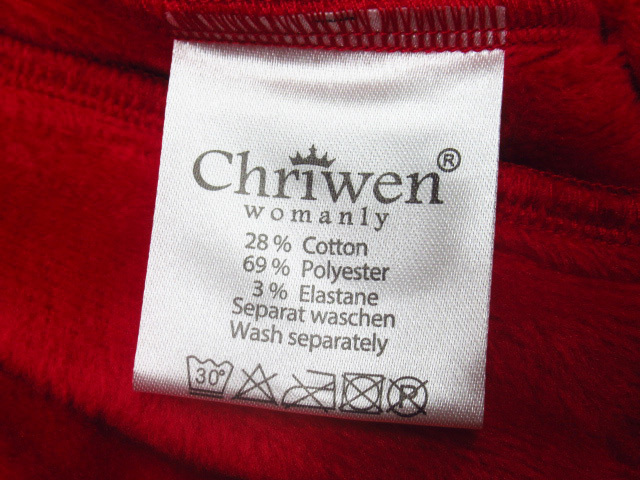 Chriwen®
womanly
28 % Cotton
69 % Polyester
3 % Elastane
Separat waschen
Wash separately
30° R